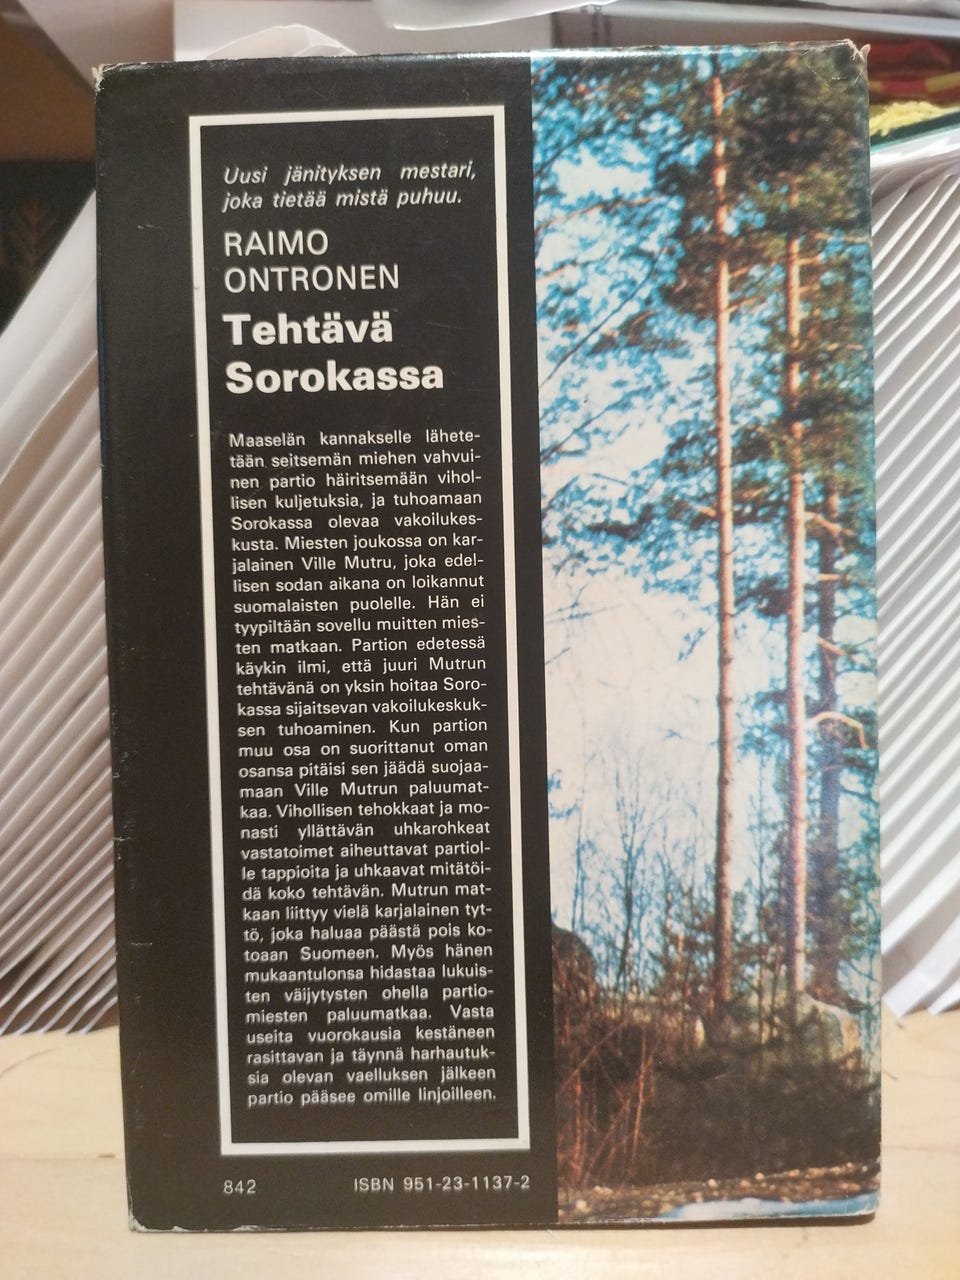 Uusi jänityksen mestari,
joka tietää mistä puhuu.
RAIMO
ONTRONEN
Tehtävä
Sorokassa
Maaselän kannakselle lähete-
tään seitsemän miehen vahvui-
nen partio häiritsemään vihol-
lisen kuljetuksia, ja tuhoamaan
Sorokassa olevaa vakoilukes-
kusta. Miesten joukossa on kar-
jalainen Ville Mutru, joka edel-
lisen sodan aikana on loikannut
suomalaisten puolelle. Hän ei
tyypiltään sovellu muitten mies-
ten matkaan. Partion edetessä
käykin ilmi, että juuri Mutrun
tehtävänä on yksin hoitaa Soro-
kassa sijaitsevan vakoilukeskuk-
sen tuhoaminen. Kun partion
muu osa on suorittanut oman
osansa pitäisi sen jäädä suojaa-
maan Ville Mutrun paluumat-
kaa. Vihollisen tehokkaat ja mo-
nasti yllättävän uhkarohkeat
vastatoimet aiheuttavat partiol-
le tappioita ja uhkaavat mitätöi-
dä koko tehtävän. Mutrun mat-
kaan liittyy vielä karjalainen tyt-
tö, joka haluaa päästä pois ko-
toaan Suomeen. Myös hänen
mukaantulonsa hidastaa lukuis-
ten väijytysten ohella partio-
miesten paluumatkaa. Vasta
useita vuorokausia kestäneen
rasittavan ja täynnä harhautuk-
sia olevan vaelluksen jälkeen
partio pääsee omille linjoilleen.
842 ISBN 951-23-1137-2